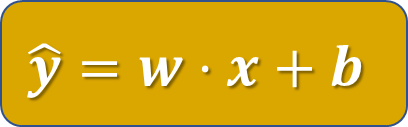 ŷ = w · x + b